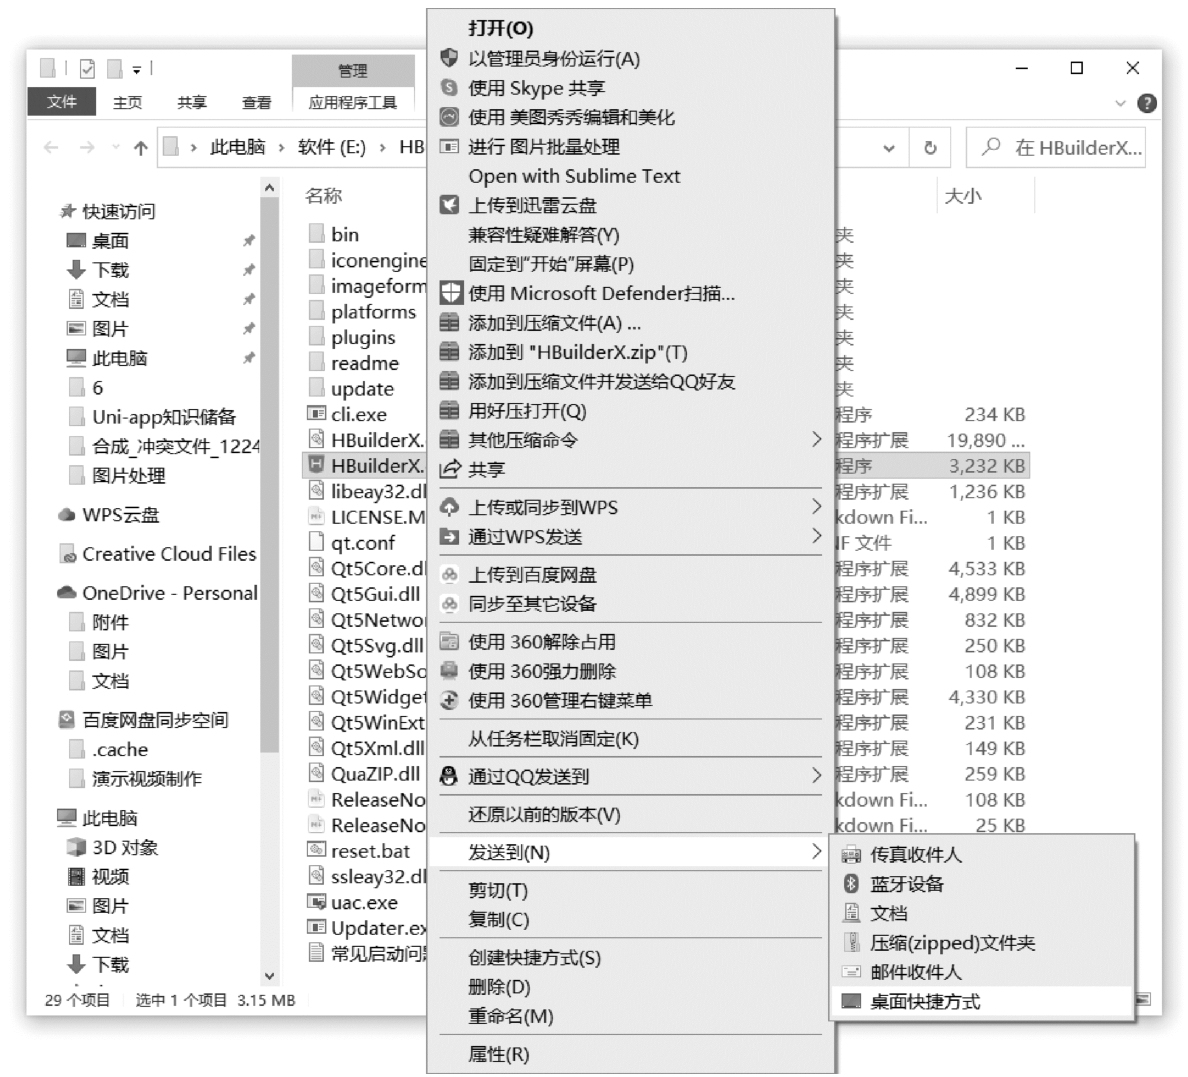 管理
文件
主页
共享
查看
应用程序工具
此电脑
软件 (E:)
HB
在 HBuilderX...
快速访问
桌面
下载
文档
图片
此电脑
6
Uni-app知识储备
合成_冲突文件_1224
图片处理
WPS云盘
Creative Cloud Files
OneDrive - Personal
附件
图片
文档
百度网盘同步空间
.cache
演示视频制作
此电脑
3D 对象
视频
图片
文档
下载
29 个项目
选中 1 个项目 3.15 MB
名称
大小
bin
夹
iconengine
夹
imageform
夹
platforms
夹
plugins
夹
readme
夹
update
夹
cli.exe
程序
234 KB
HBuilderX.
程序扩展
19,890 ...
HBuilderX.
程序
3,232 KB
libeay32.dl
程序扩展
1,236 KB
LICENSE.M
kdown Fi...
1 KB
qt.conf
文件
1 KB
Qt5Core.dl
程序扩展
4,533 KB
Qt5Gui.dll
程序扩展
4,899 KB
Qt5Netwo
程序扩展
832 KB
Qt5Svg.dll
程序扩展
250 KB
Qt5WebSo
程序扩展
108 KB
Qt5Widget
程序扩展
4,330 KB
Qt5WinExt
程序扩展
231 KB
Qt5Xml.dll
程序扩展
149 KB
QuaZIP.dll
程序扩展
259 KB
ReleaseNo
kdown Fi...
108 KB
ReleaseNo
kdown Fi...
25 KB
reset.bat
ssleay32.dl
uac.exe
Updater.ex
常见启动问
打开(O)
以管理员身份运行(A)
使用 Skype 共享
使用 美图秀秀编辑和美化
进行 图片批量处理
Open with Sublime Text
上传到迅雷云盘
兼容性疑难解答(Y)
固定到"开始"屏幕(P)
使用 Microsoft Defender扫描...
添加到压缩文件(A) ...
添加到 "HBuilderX.zip"(T)
添加到压缩文件并发送给QQ好友
用好压打开(Q)
其他压缩命令
共享
上传或同步到WPS
通过WPS发送
上传到百度网盘
同步至其它设备
使用 360解除占用
使用 360强力删除
使用 360管理右键菜单
从任务栏取消固定(K)
通过QQ发送到
还原以前的版本(V)
发送到(N)
剪切(T)
复制(C)
创建快捷方式(S)
删除(D)
重命名(M)
属性(R)
传真收件人
蓝牙设备
文档
压缩(zipped)文件夹
邮件收件人
桌面快捷方式